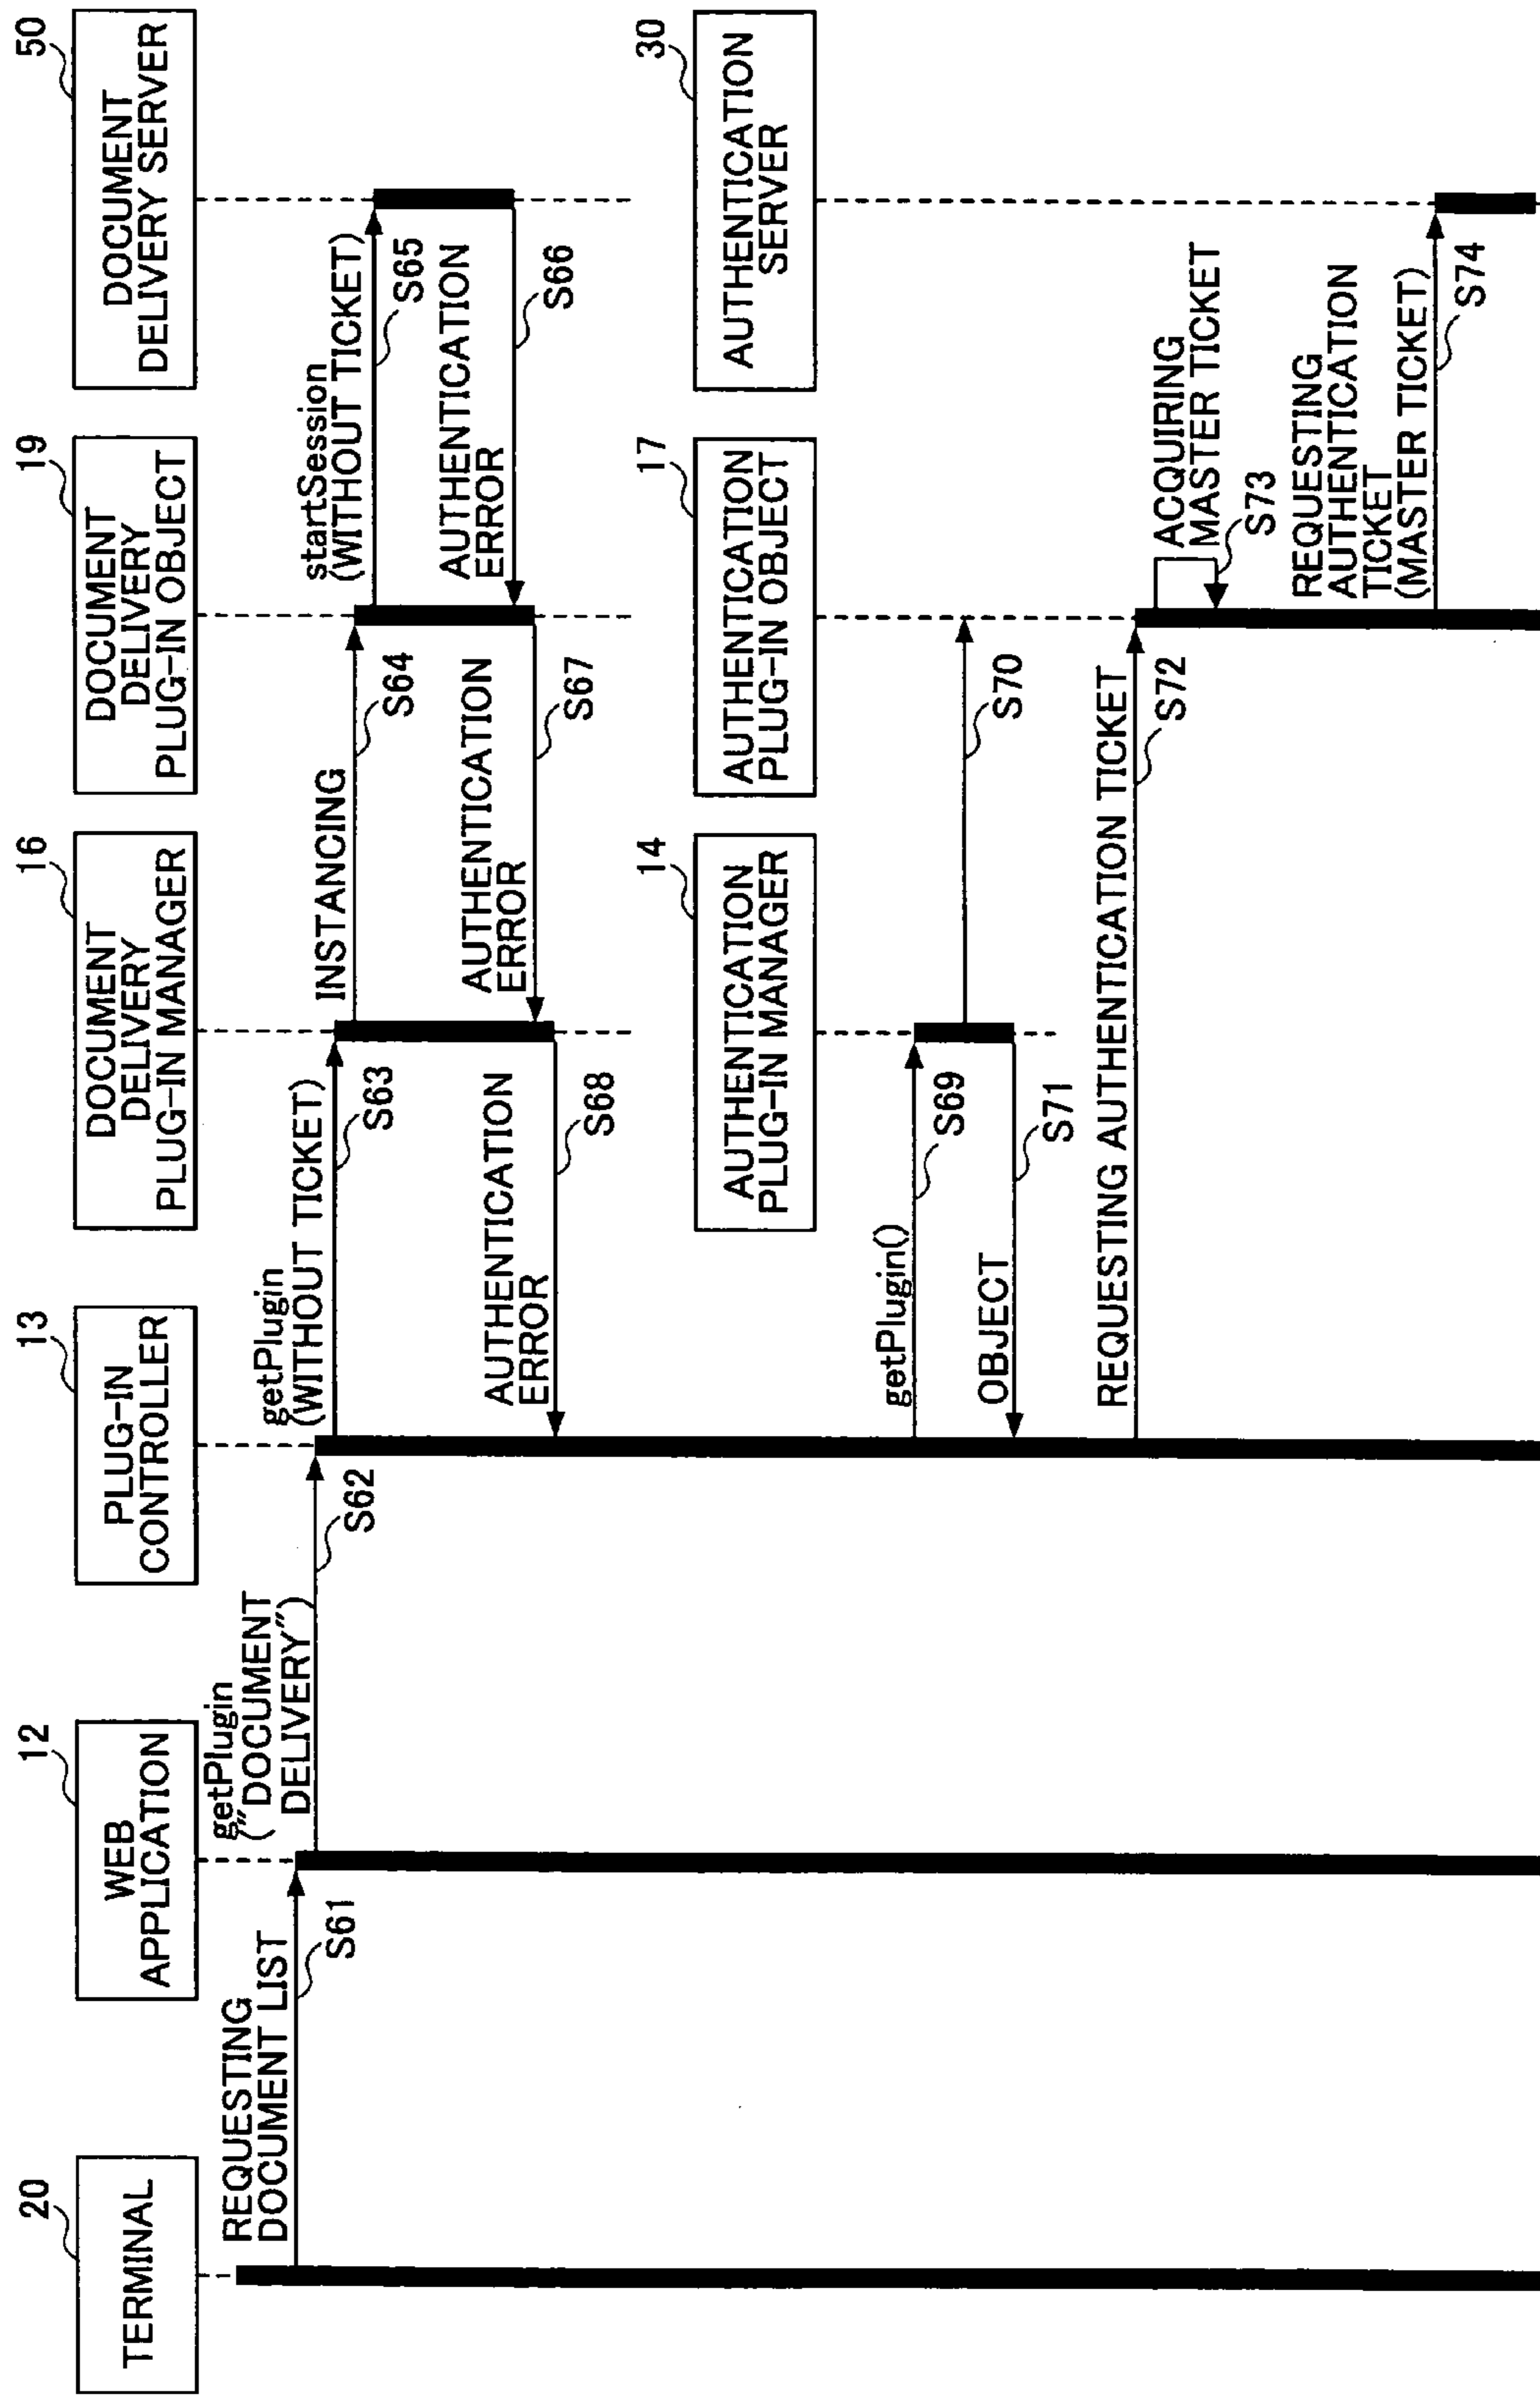 20
TERMINAL
12
WEB
APPLICATION
13
PLUG-IN
CONTROLLER
16
DOCUMENT
DELIVERY
PLUG-IN MANAGER
19
DOCUMENT
DELIVERY
PLUG-IN OBJECT
50
DOCUMENT
DELIVERY SERVER
REQUESTING
DOCUMENT LIST
S61
getPlugin
("DOCUMENT
DELIVERY")
S62
getPlugin
(WITHOUT TICKET)
S63
INSTANCING
S64
startSession
(WITHOUT TICKET)
S65
AUTHENTICATION
ERROR
S66
AUTHENTICATION
ERROR
S67
AUTHENTICATION
ERROR
S68
14
AUTHENTICATION
PLUG-IN MANAGER
17
AUTHENTICATION
PLUG-IN OBJECT
30
AUTHENTICATION
SERVER
getPlugin()
S69
S70
OBJECT
S71
REQUESTING AUTHENTICATION TICKET
S72
ACQUIRING
MASTER TICKET
S73
REQUESTING
AUTHENTICATION
TICKET
(MASTER TICKET)
S74